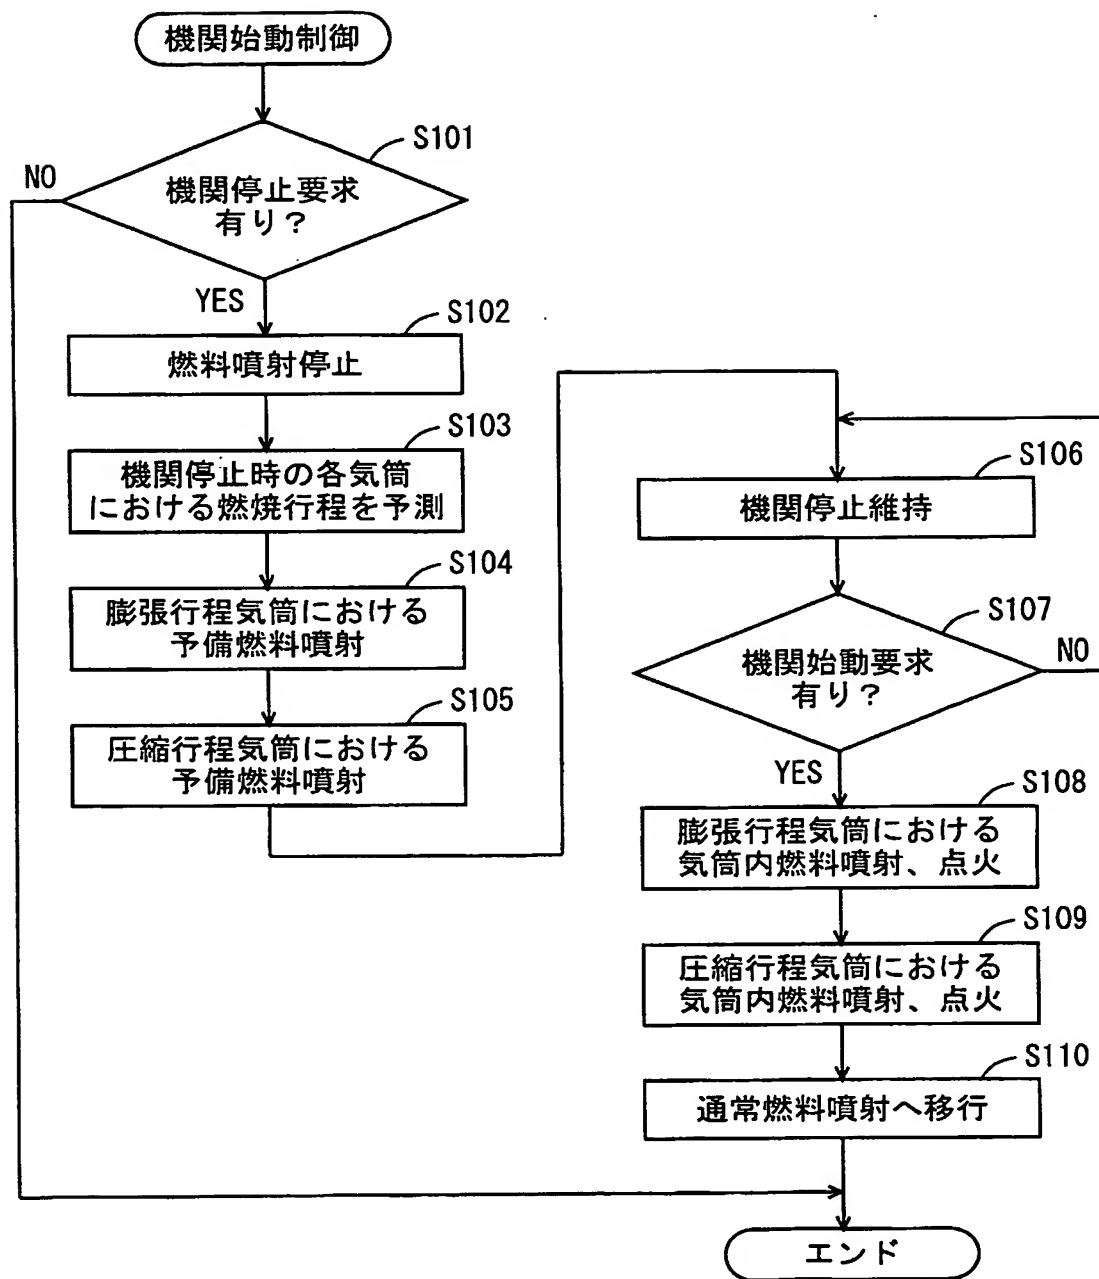 機関始動制御
S101
NO
機関停止要求
有り?
YES
S102
燃料噴射停止
S103
機関停止時の各気筒
における燃焼行程を予測
S104
膨張行程気筒における
予備燃料噴射
S105
圧縮行程気筒における
予備燃料噴射
S106
機関停止維持
S107
機関始動要求
有り?
NO
YES
S108
膨張行程気筒における
気筒内燃料噴射、点火
S109
圧縮行程気筒における
気筒内燃料噴射、点火
S110
通常燃料噴射へ移行
エンド